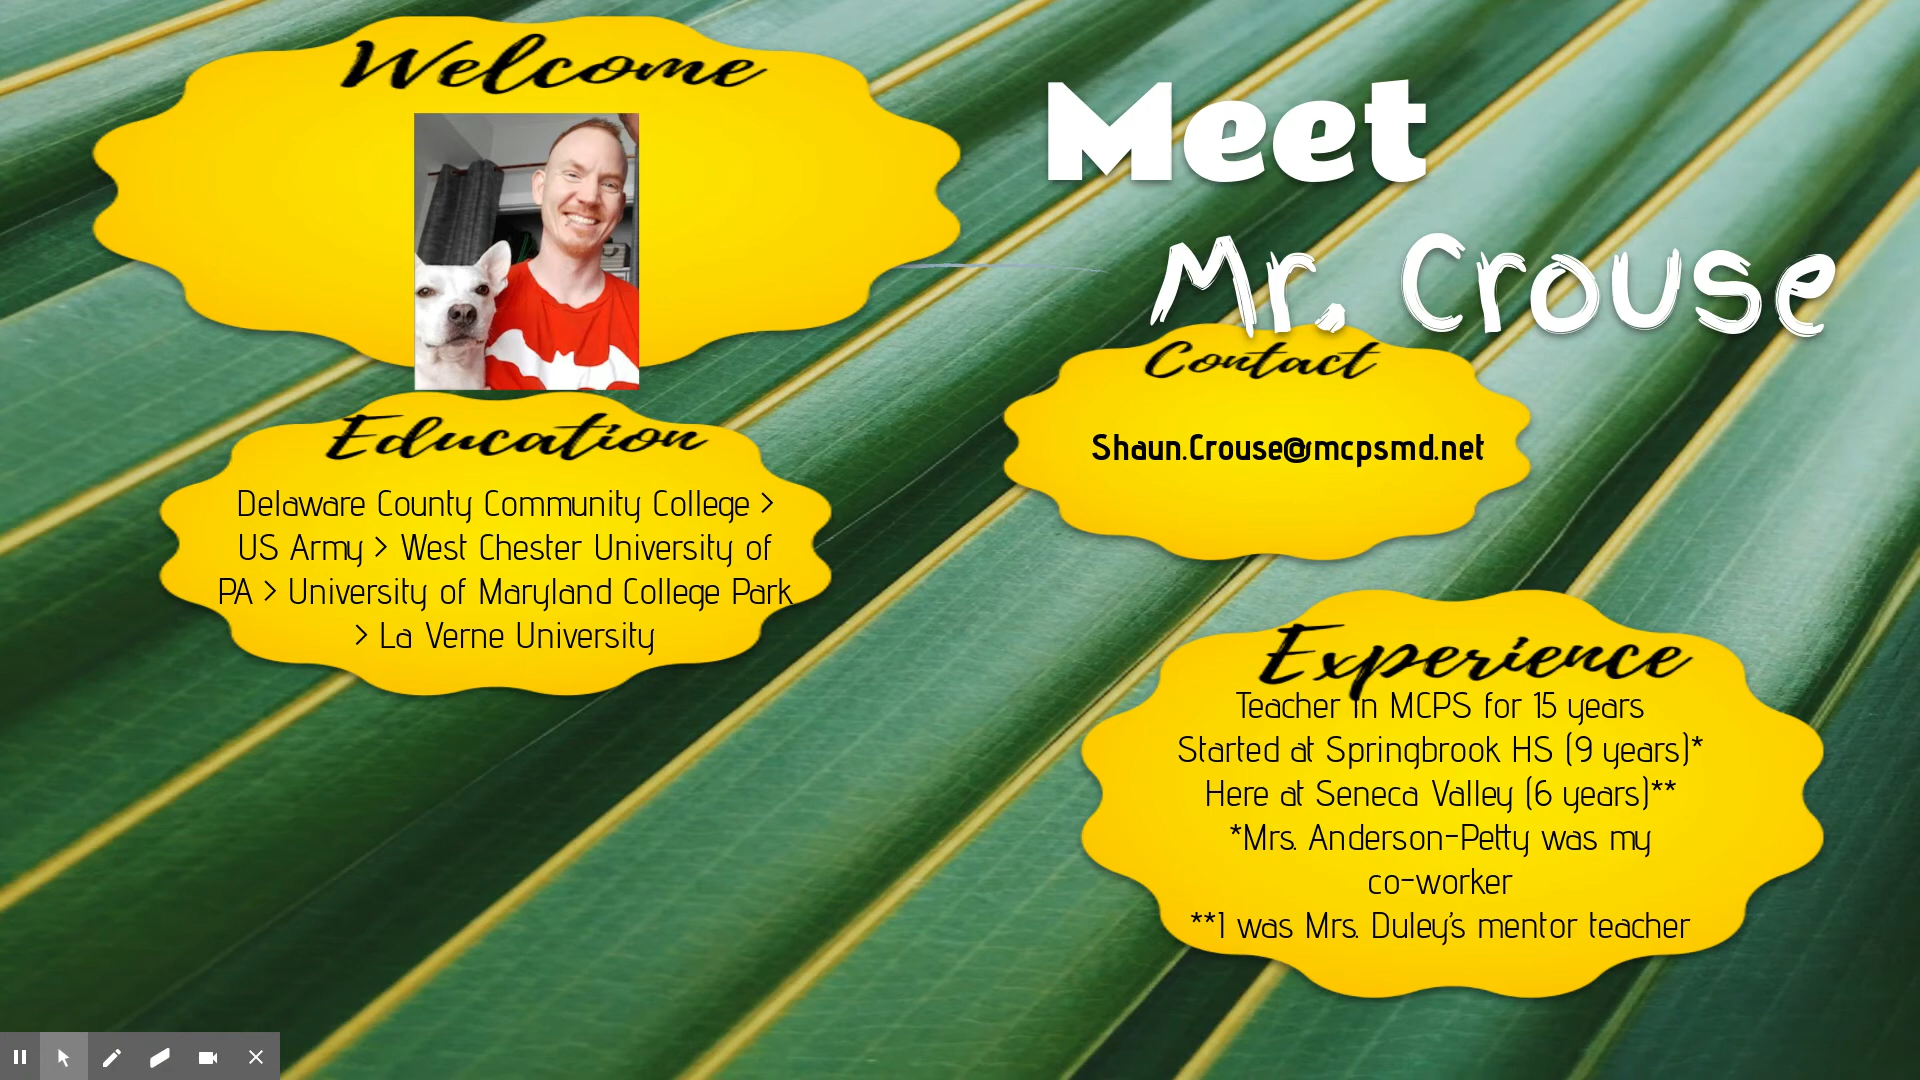 Welcome
Meet
Mr. Crouse
Contact
Shaun.Crouse@mcpsmd.net
Education
Delaware County Community College >
US Army > West Chester University of
PA > University of Maryland College Park
> La Verne University
Experience
Teacher in MCPS for 15 years
Started at Springbrook HS (9 years)*
Here at Seneca Valley (6 years)**
*Mrs. Anderson-Petty was my
co-worker
**I was Mrs. Duley's mentor teacher